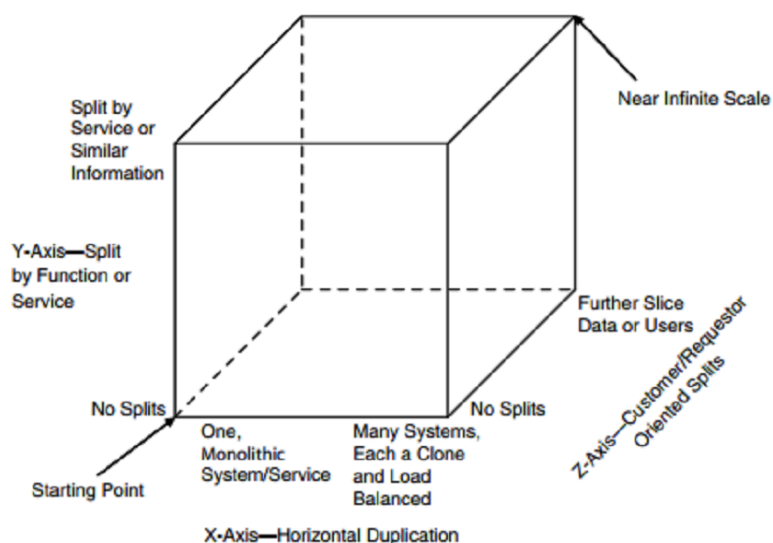 Near Infinite Scale
Split by
Service or
Similar
Information
Y-Axis—Split
by Function or
Service
Further Slice
Data or Users
Z-Axis—Customer/Requestor
Oriented Splits
No Splits
No Splits
One,
Monolithic
System/Service
Many Systems,
Each a Clone
and Load
Balanced
Starting Point
X-Axis—Horizontal Duplication